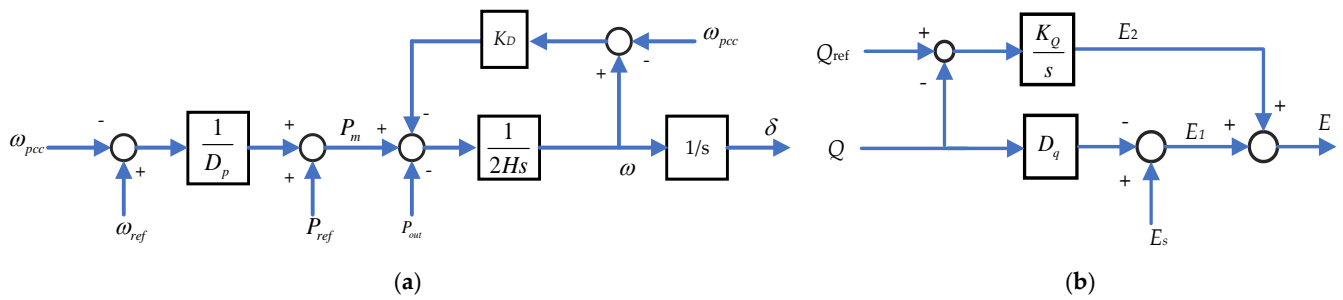 K_D
ω_pcc
-
+
ω_pcc
-
+
ω_ref
1
D_p
+
+
P_m
P_ref
+
-
-
P_out
1
2Hs
ω
1/s
δ
(a)
Q_ref
+
-
K_Q
s
E_2
Q
D_q
-
+
E_1
E_s
+
+
E
(b)